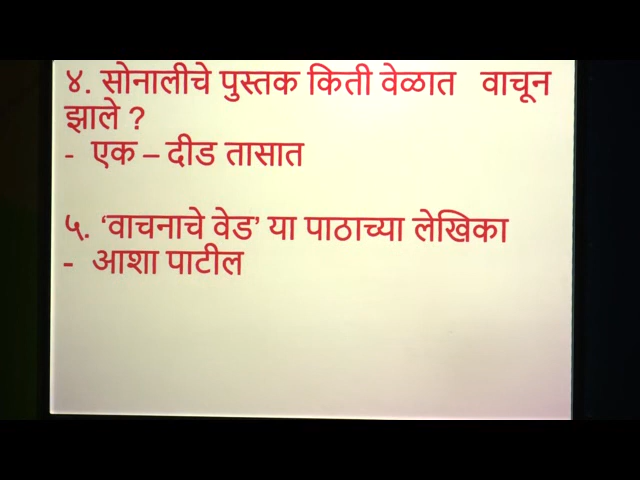 ४. सोनालीचे पुस्तक किती वेळात वाचून
झाले ?
- एक – दीड तासात
५. ‘वाचनाचे वेड’ या पाठाच्या लेखिका
- आशा पाटील